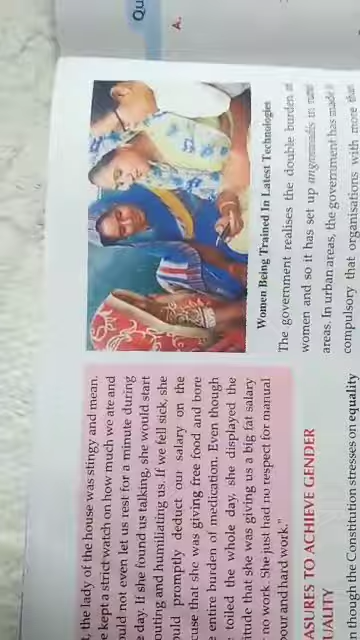 , the lady of the house was stingy and mean.
e kept a strict watch on how much we ate and
ould not even let us rest for a minute during
e day. If she found us talking, she would start
outing and humiliating us. If we fell sick, she
uld promptly deduct our salary on the
cuse that she was giving free food and bore
e entire burden of medication. Even though
toiled the whole day, she displayed the
titude that she was giving us a big fat salary
no work. She just had no respect for manual
our and hard work."
ASURES TO ACHIEVE GENDER
UALITY
though the Constitution stresses on equality
Women Being Trained In Latest Technologies
The government realises the double burden
women and so it has set up anganwadis in
areas. In urban areas, the government has made
compulsory that organisations with more than
Qu
A.